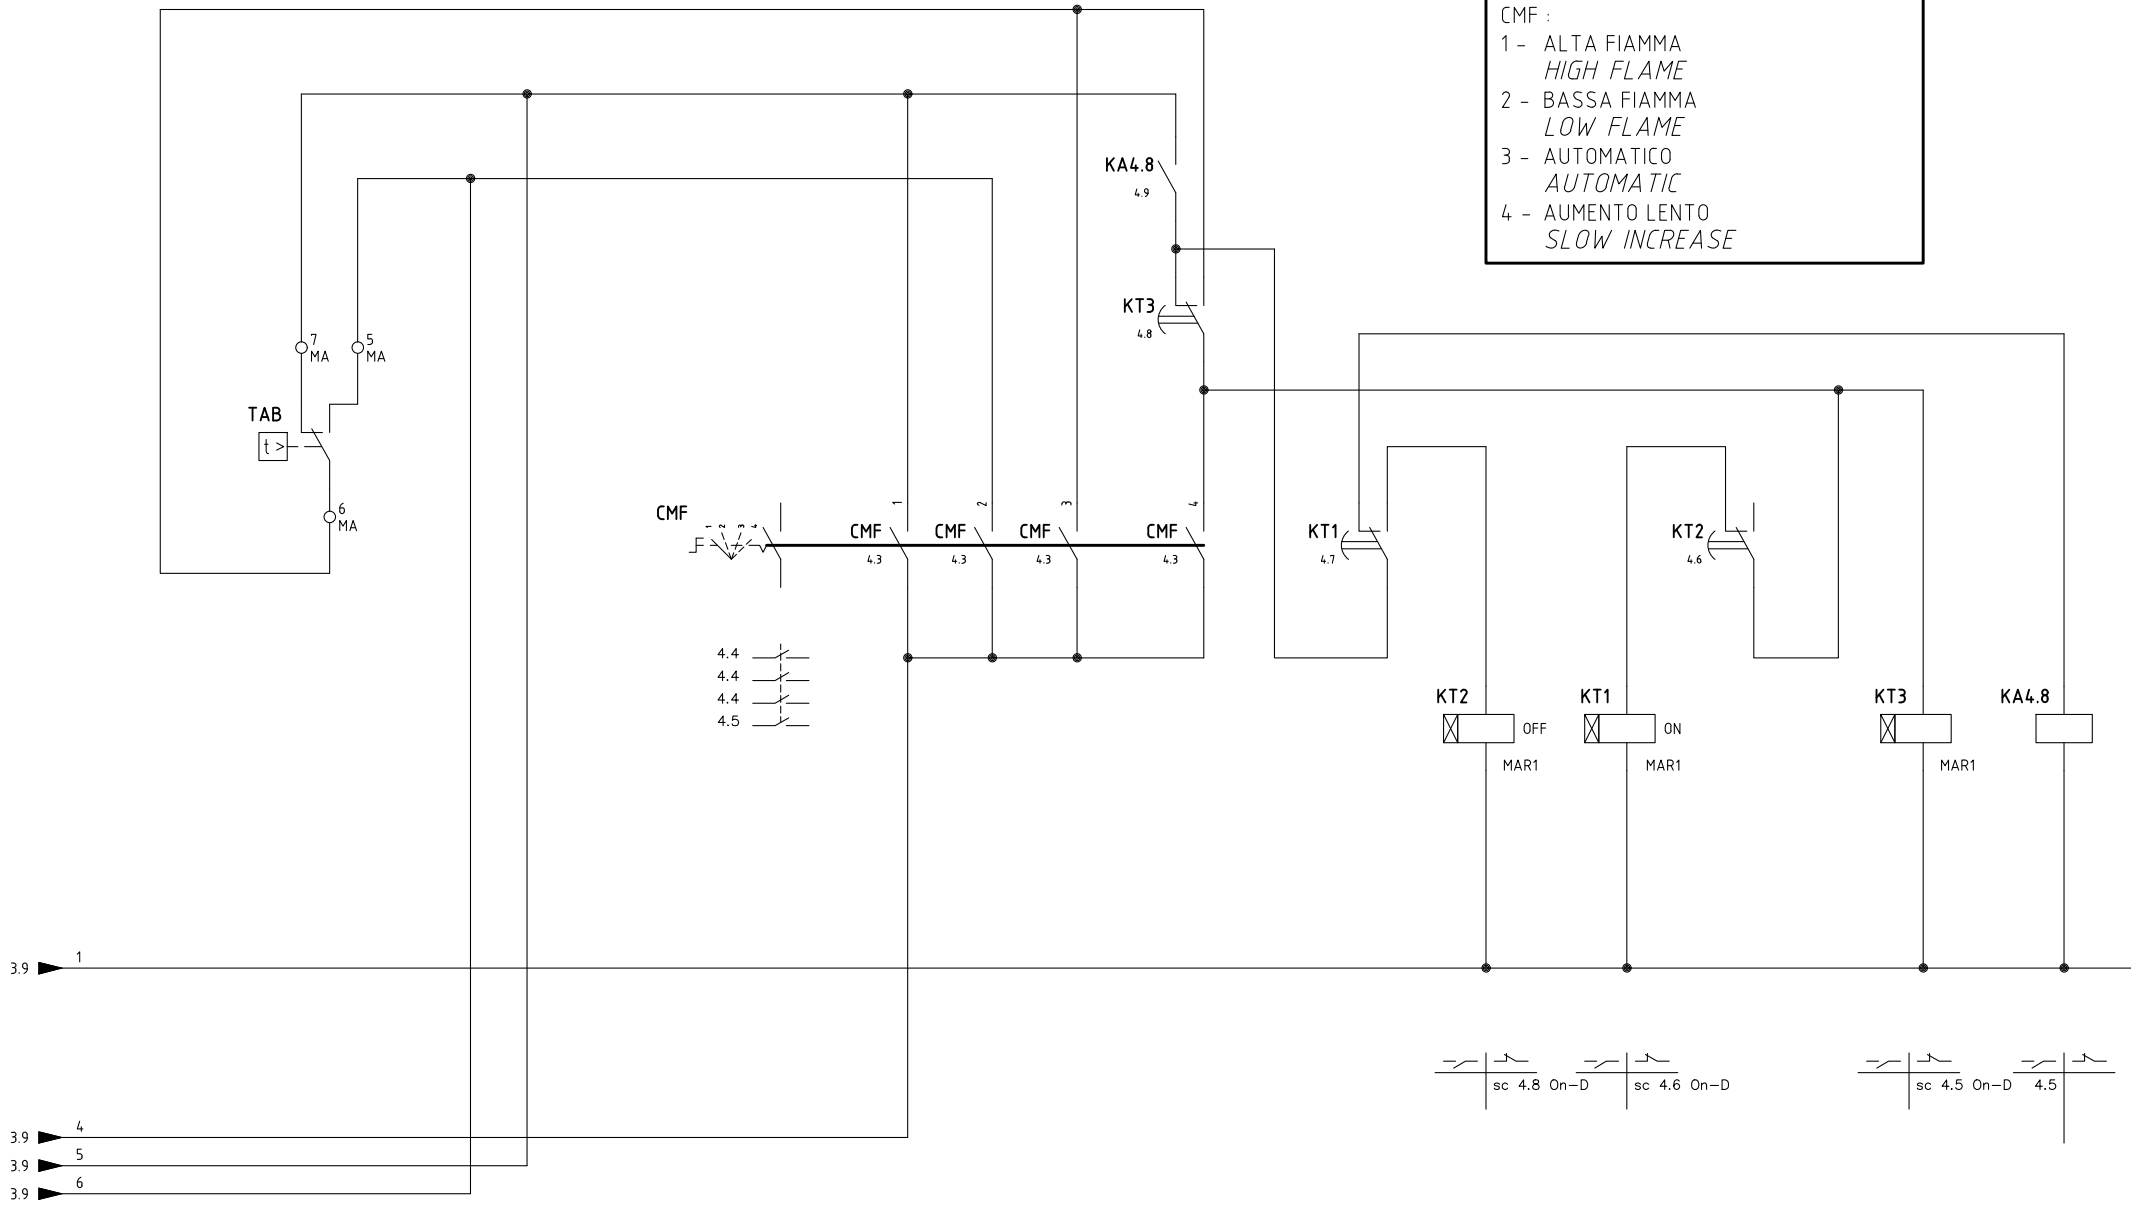 CMF :
1 - ALTA FIAMMA
HIGH FLAME
2 - BASSA FIAMMA
LOW FLAME
3 - AUTOMATICO
AUTOMATIC
4 - AUMENTO LENTO
SLOW INCREASE
KA4.8
4.9
KT3
4.8
7
MA
5
MA
TAB
t >
6
MA
CMF
1 2 3 4
1
CMF
4.3
2
CMF
4.3
3
CMF
4.3
4
CMF
4.3
KT1
4.7
KT2
4.6
4.4
4.4
4.4
4.5
KT2
OFF
MAR1
KT1
ON
MAR1
KT3
MAR1
KA4.8
3.9 1
sc 4.8 On-D
sc 4.6 On-D
sc 4.5 On-D
4.5
3.9 4
3.9 5
3.9 6